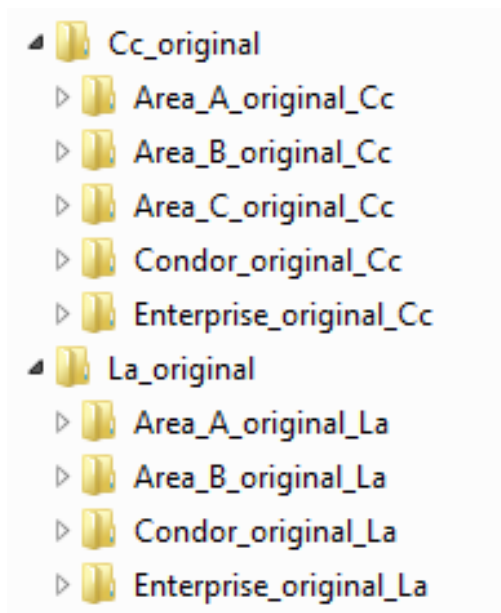 Cc_original
Area_A_original_Cc
Area_B_original_Cc
Area_C_original_Cc
Condor_original_Cc
Enterprise_original_Cc
La_original
Area_A_original_La
Area_B_original_La
Condor_original_La
Enterprise_original_La